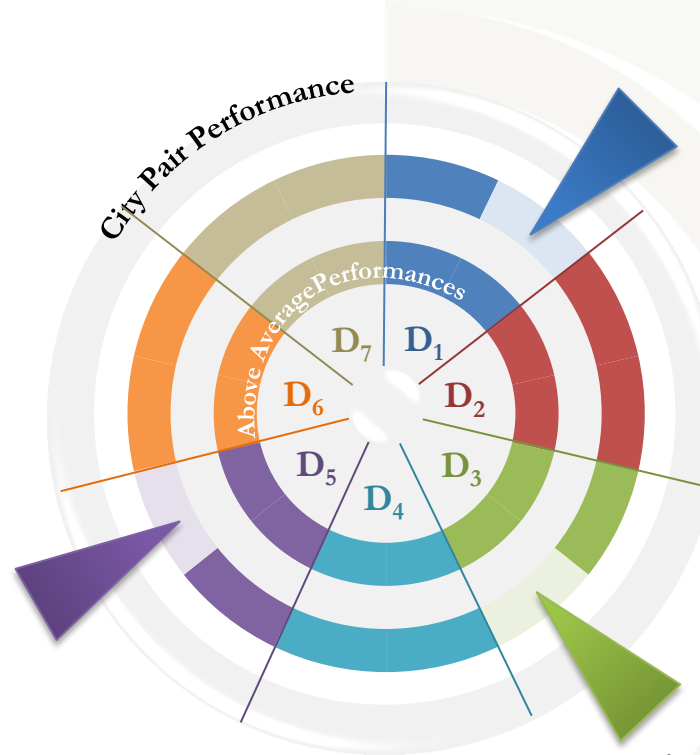 City Pair Performance
Above AveragePerformances
D1
D2
D3
D4
D5
D6
D7